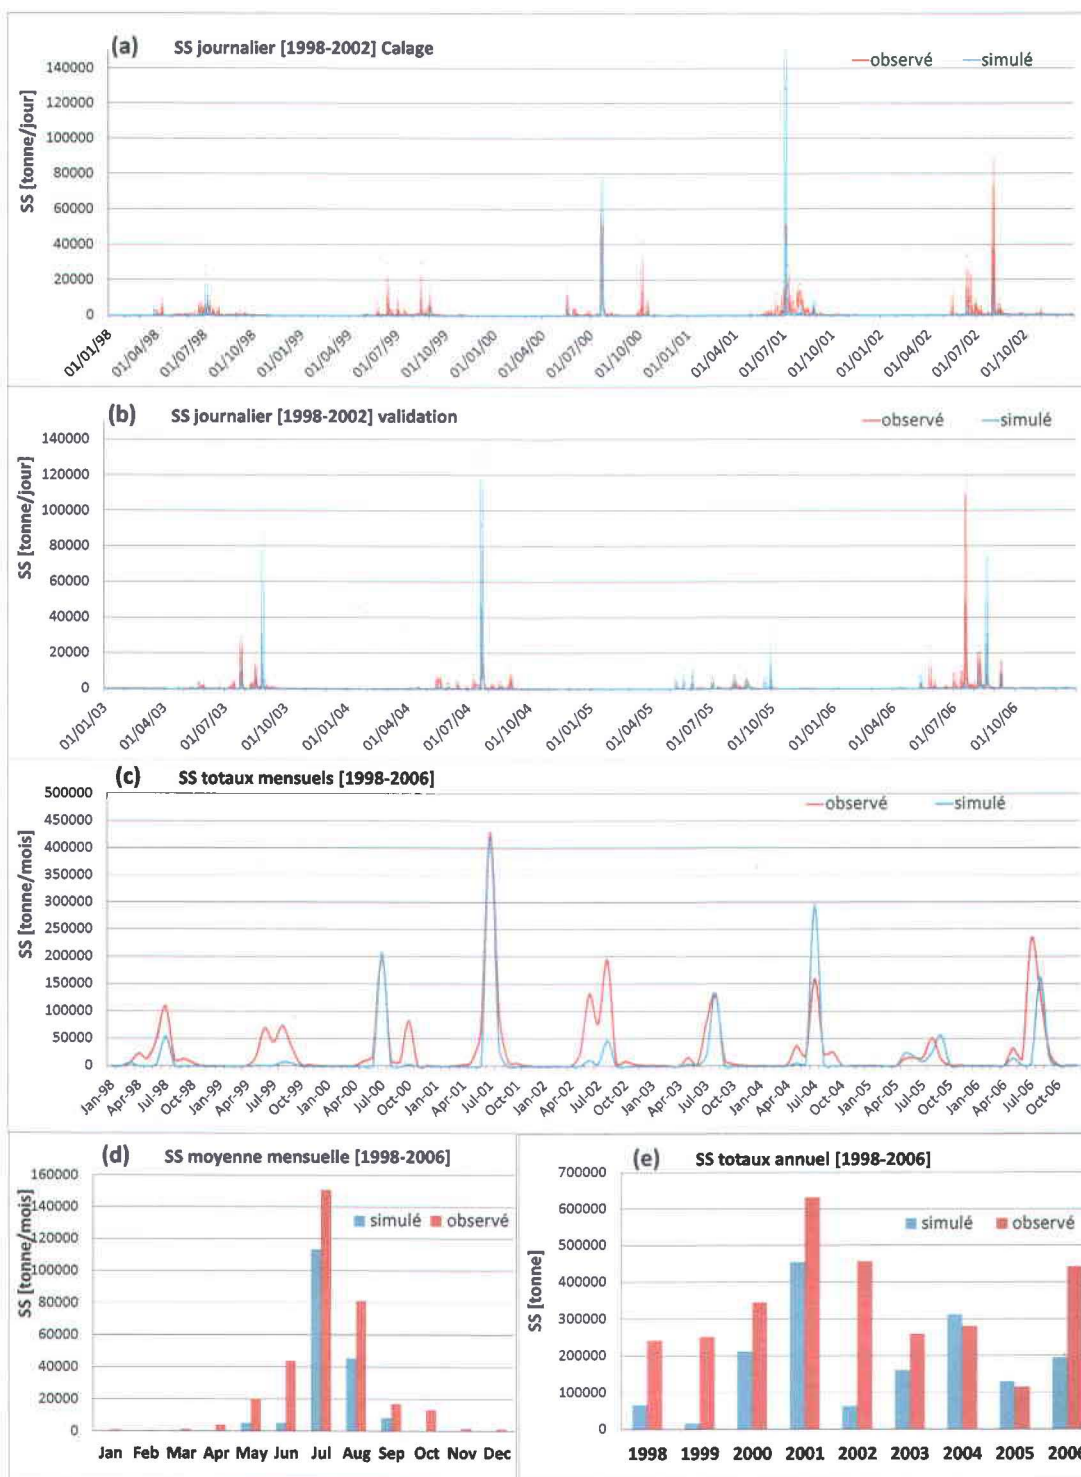 (a) SS journalier [1998-2002] Calage
observé simulé
SS [tonne/jour]
140000
120000
100000
80000
60000
40000
20000
0
01/01/98 01/04/98 01/07/98 01/10/98 01/01/99 01/04/99 01/07/99 01/10/99 01/01/00 01/04/00 01/07/00 01/10/00 01/01/01 01/04/01 01/07/01 01/10/01 01/01/02 01/04/02 01/07/02 01/10/02
(b) SS journalier [1998-2002] validation
observé simulé
SS [tonne/jour]
140000
120000
100000
80000
60000
40000
20000
0
01/01/03 01/04/03 01/07/03 01/10/03 01/01/04 01/04/04 01/07/04 01/10/04 01/01/05 01/04/05 01/07/05 01/10/05 01/01/06 01/04/06 01/07/06 01/10/06
(c) SS totaux mensuels [1998-2006]
observé simulé
SS [tonne/mois]
500000
450000
400000
350000
300000
250000
200000
150000
100000
50000
0
Jan-98 Apr-98 Jul-98 Oct-98 Jan-99 Apr-99 Jul-99 Oct-99 Jan-00 Apr-00 Jul-00 Oct-00 Jan-01 Apr-01 Jul-01 Oct-01 Jan-02 Apr-02 Jul-02 Oct-02 Jan-03 Apr-03 Jul-03 Oct-03 Jan-04 Apr-04 Jul-04 Oct-04 Jan-05 Apr-05 Jul-05 Oct-05 Jan-06 Apr-06 Jul-06 Oct-06
(d) SS moyenne mensuelle [1998-2006]
simulé observé
SS [tonne/mois]
160000
140000
120000
100000
80000
60000
40000
20000
0
Jan Feb Mar Apr May Jun Jul Aug Sep Oct Nov Dec
(e) SS totaux annuel [1998-2006]
simulé observé
SS [tonne]
700000
600000
500000
400000
300000
200000
100000
0
1998 1999 2000 2001 2002 2003 2004 2005 2006